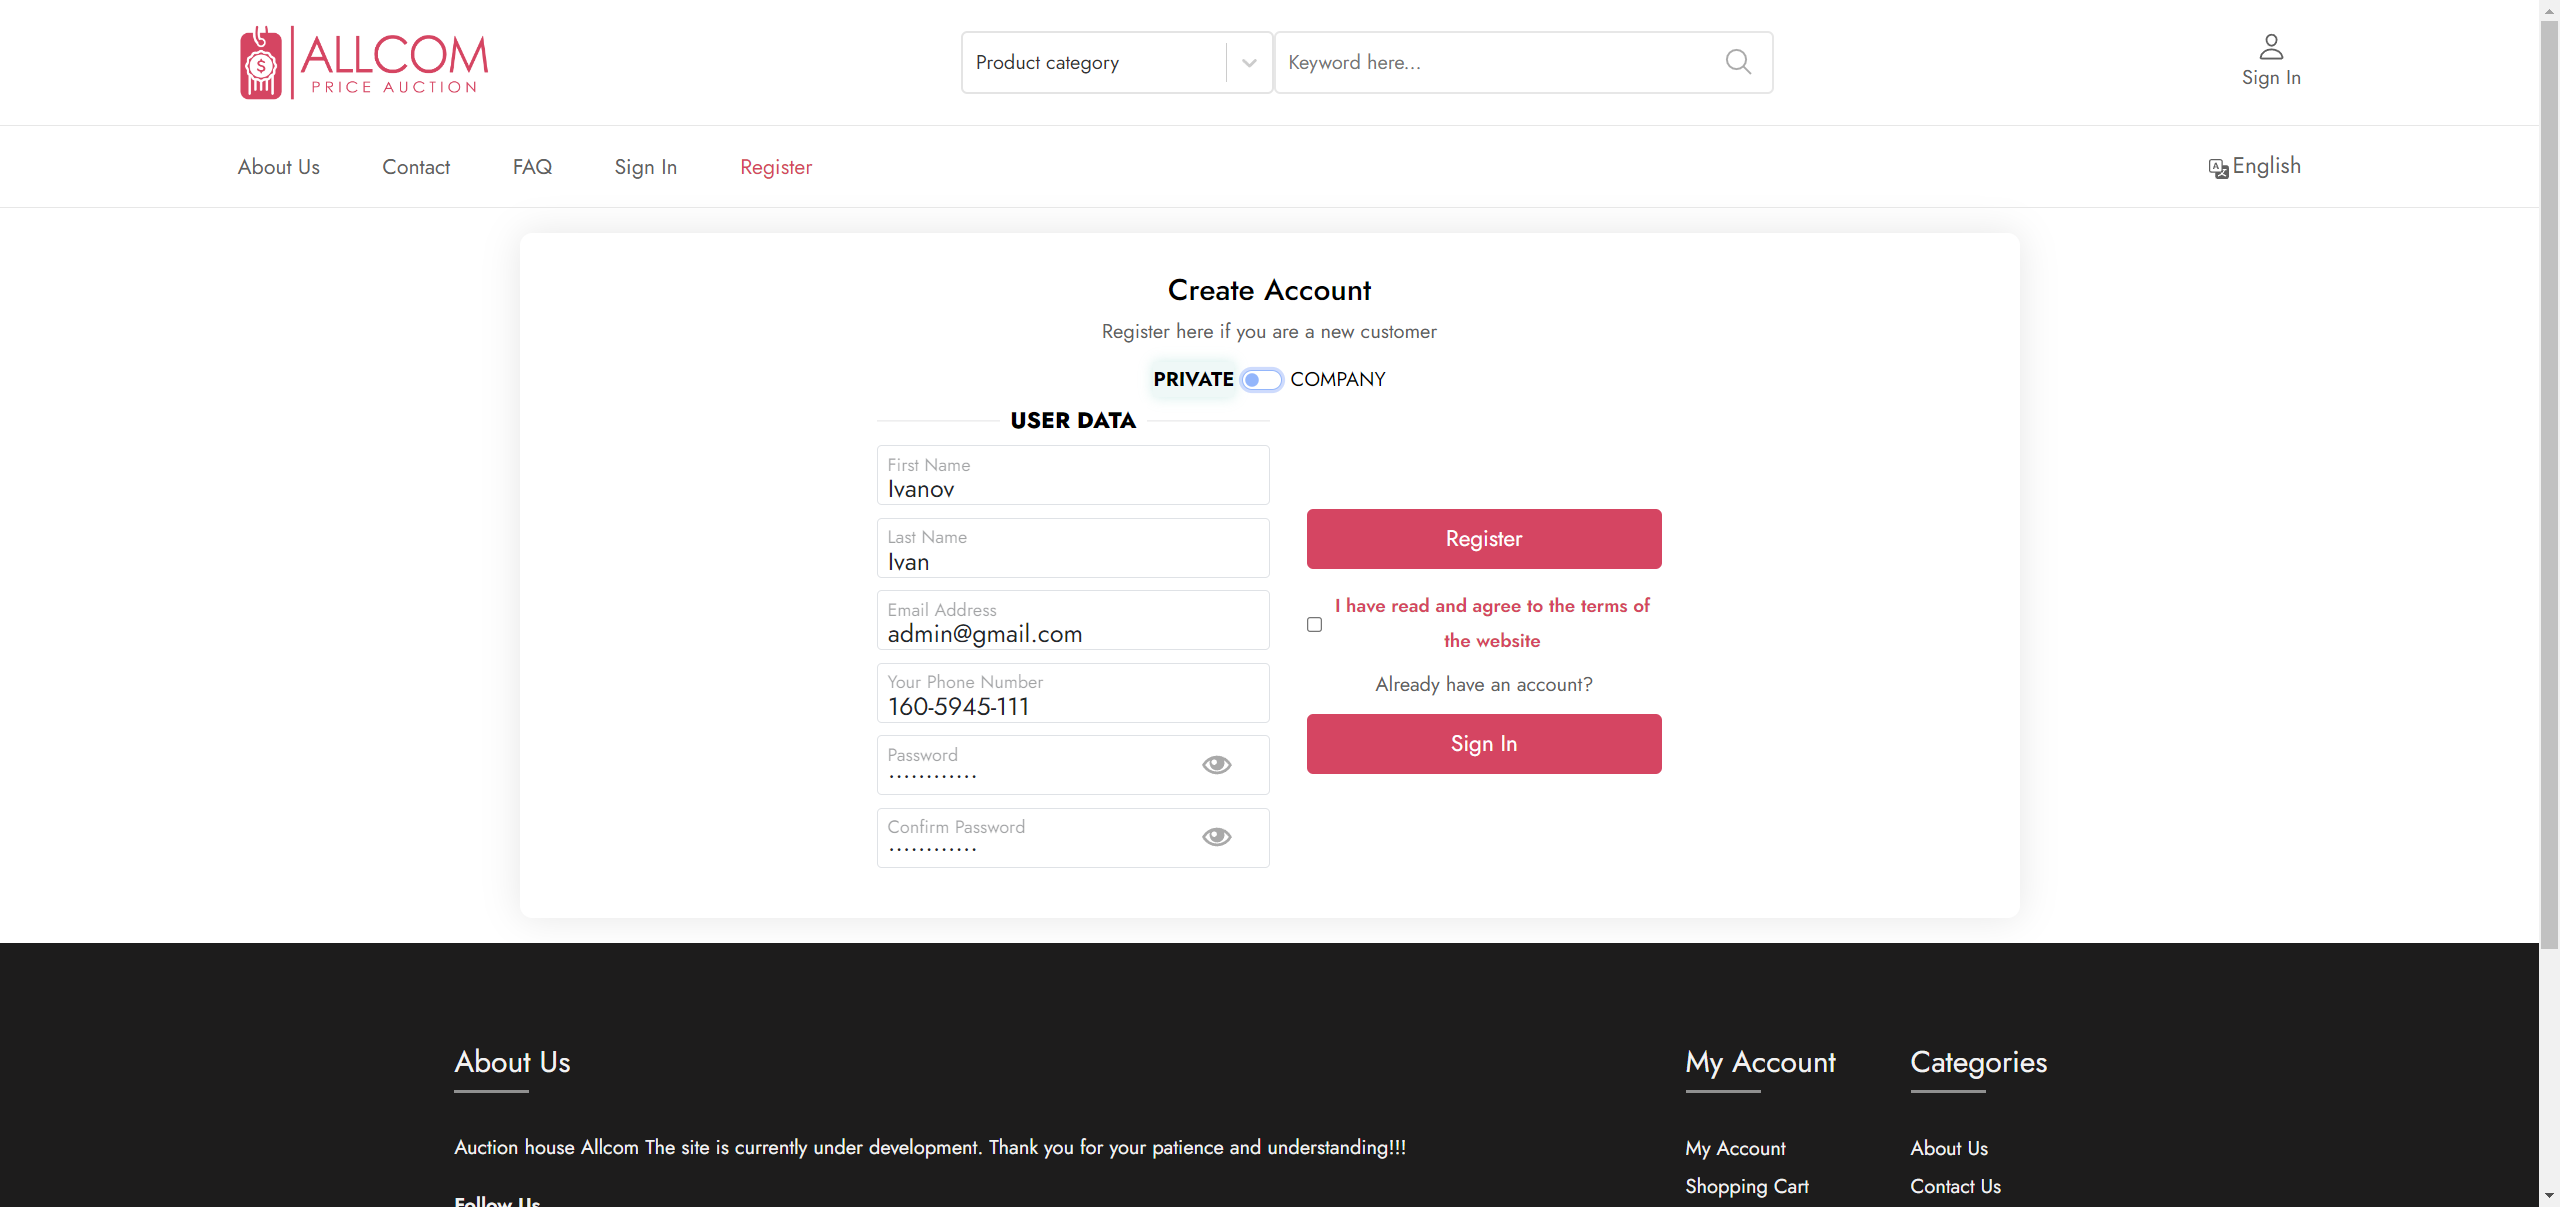 ALLCOM
PRICE AUCTION
Product category
Keyword here...
Sign In
About Us
Contact
FAQ
Sign In
Register
English
Create Account
Register here if you are a new customer
PRIVATE
COMPANY
USER DATA
First Name
Ivanov
Last Name
Ivan
Email Address
admin@gmail.com
Your Phone Number
160-5945-111
Password
............
Confirm Password
............
Register
I have read and agree to the terms of
the website
Already have an account?
Sign In
About Us
Auction house Allcom The site is currently under development. Thank you for your patience and understanding!!!
Follow Us
My Account
My Account
Shopping Cart
Categories
About Us
Contact Us